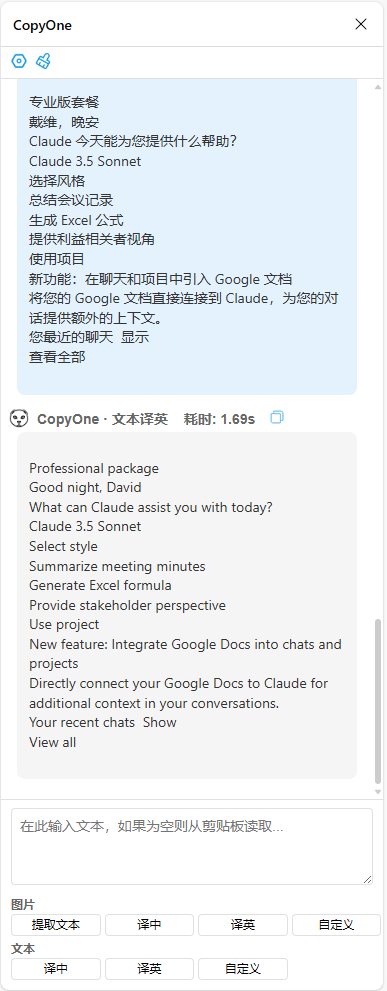 CopyOne
专业版套餐
戴维，晚安
Claude 今天能为您提供什么帮助？
Claude 3.5 Sonnet
选择风格
总结会议记录
生成 Excel 公式
提供利益相关者视角
使用项目
新功能：在聊天和项目中引入 Google 文档
将您的 Google 文档直接连接到 Claude，为您的对
话提供额外的上下文。
您最近的聊天  显示
查看全部
CopyOne · 文本译英 耗时: 1.69s
Professional package
Good night, David
What can Claude assist you with today?
Claude 3.5 Sonnet
Select style
Summarize meeting minutes
Generate Excel formula
Provide stakeholder perspective
Use project
New feature: Integrate Google Docs into chats and
projects
Directly connect your Google Docs to Claude for
additional context in your conversations.
Your recent chats  Show
View all
在此输入文本，如果为空则从剪贴板读取...
图片
提取文本 译中 译英 自定义
文本
译中 译英 自定义